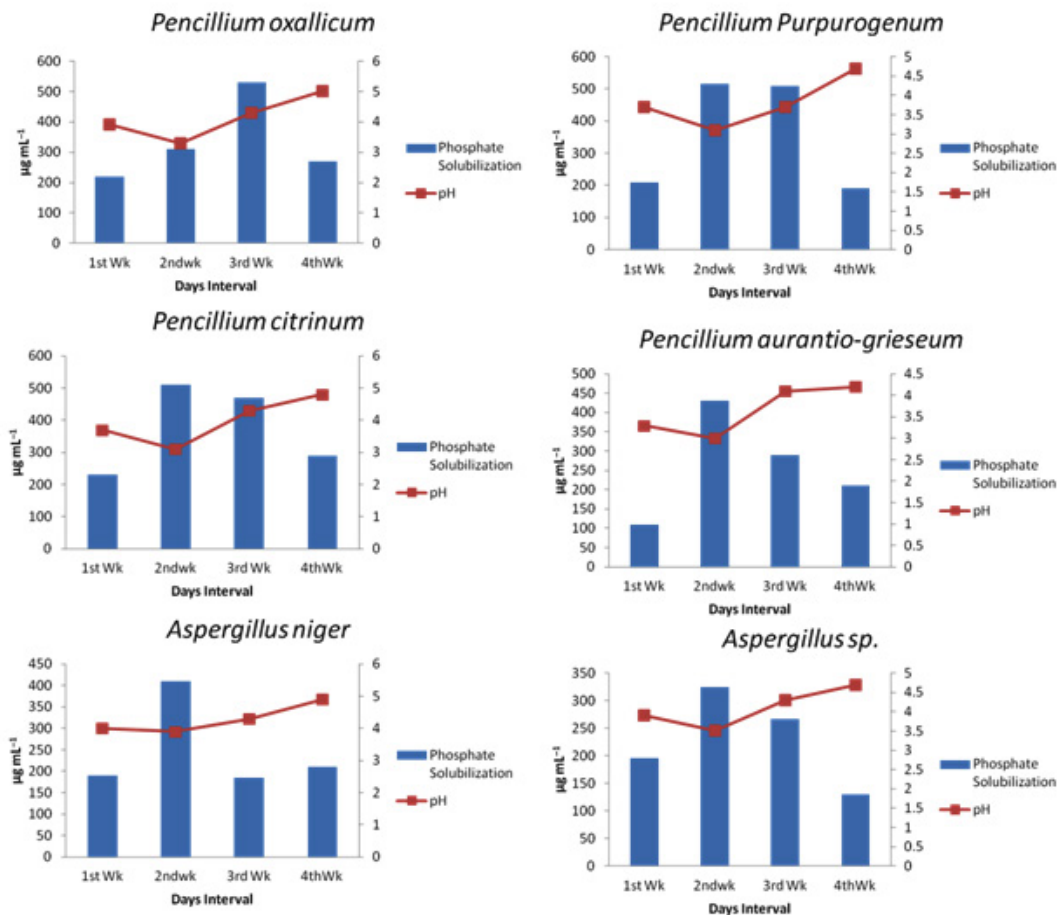 Pencillium oxallicum
600
500
400
300
200
100
0
µg mL⁻¹
6
5
4
3
2
1
0
1st Wk 2ndwk 3rd Wk 4thWk
Days Interval
Phosphate
Solubilization
pH
Pencillium Purpurogenum
600
500
400
300
200
100
0
µg mL⁻¹
5
4.5
4
3.5
3
2.5
2
1.5
1
0.5
0
1st Wk 2ndwk 3rd Wk 4thWk
Days Interval
Phosphate
Solubilization
pH
Pencillium citrinum
600
500
400
300
200
100
0
µg mL⁻¹
6
5
4
3
2
1
0
1st Wk 2ndwk 3rd Wk 4thWk
Days Interval
Phosphate
Solubilization
pH
Pencillium aurantio-grieseum
500
450
400
350
300
250
200
150
100
50
0
µg mL⁻¹
4.5
4
3.5
3
2.5
2
1.5
1
0.5
0
1st Wk 2ndwk 3rd Wk 4thWk
Days Interval
Phosphate
Solubilization
pH
Aspergillus niger
450
400
350
300
250
200
150
100
50
0
µg mL⁻¹
6
5
4
3
2
1
0
1st Wk 2ndwk 3rd Wk 4thWk
Days Interval
Phosphate
Solubilization
pH
Aspergillus sp.
350
300
250
200
150
100
50
0
µg mL⁻¹
5
4.5
4
3.5
3
2.5
2
1.5
1
0.5
0
1st Wk 2ndwk 3rd Wk 4thWk
Days Interval
Phosphate
Solubilization
pH